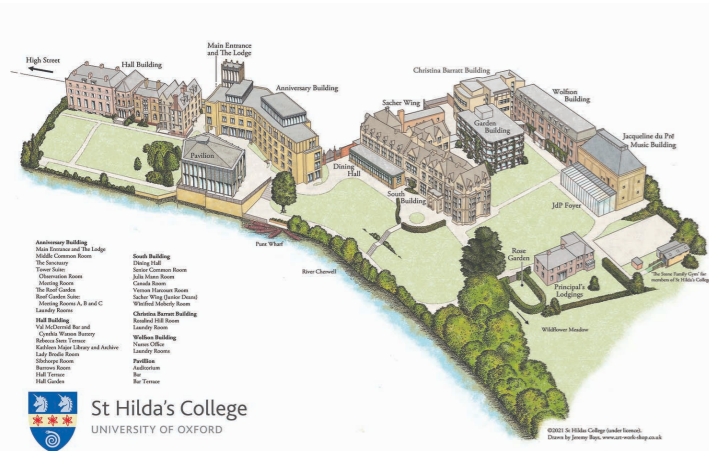 High Street
Hall Building
Main Entrance
and The Lodge
Anniversary Building
Pavilion
Sacher Wing
Christina Barratt Building
Wolfson
Building
Garden
Building
Jacqueline du Pré
Music Building
Dining
Hall
South
Building
JdP Foyer
Punt Wharf
River Cherwell
Rose
Garden
Principal's
Lodgings
'The Stone Family Gym' for
members of St Hilda's College
Wildflower Meadow
Anniversary Building
Main Entrance and The Lodge
Middle Common Room
The Sanctuary
Tower Suite:
Observation Room
Meeting Room
The Roof Garden
Roof Garden Suite:
Meeting Rooms A, B and C
Laundry Rooms
Hall Building
Val McDermid Bar and
Cynthia Watson Buttery
Rebecca Stets Terrace
Kathleen Major Library and Archive
Lady Brodie Room
Sibthorpe Room
Burrows Room
Hall Terrace
Hall Garden
South Building
Dining Hall
Senior Common Room
Julia Mann Room
Canada Room
Vernon Harcourt Room
Sacher Wing (Junior Deans)
Winifred Moberly Room
Christina Barratt Building
Rosalind Hill Room
Laundry Room
Wolfson Building
Nurses Office
Laundry Rooms
Pavillion
Auditorium
Bar
Bar Terrace
St Hilda's College
UNIVERSITY OF OXFORD
©2021 St Hildas College (under licence).
Drawn by Jeremy Bays, www.art-work-shop.co.uk